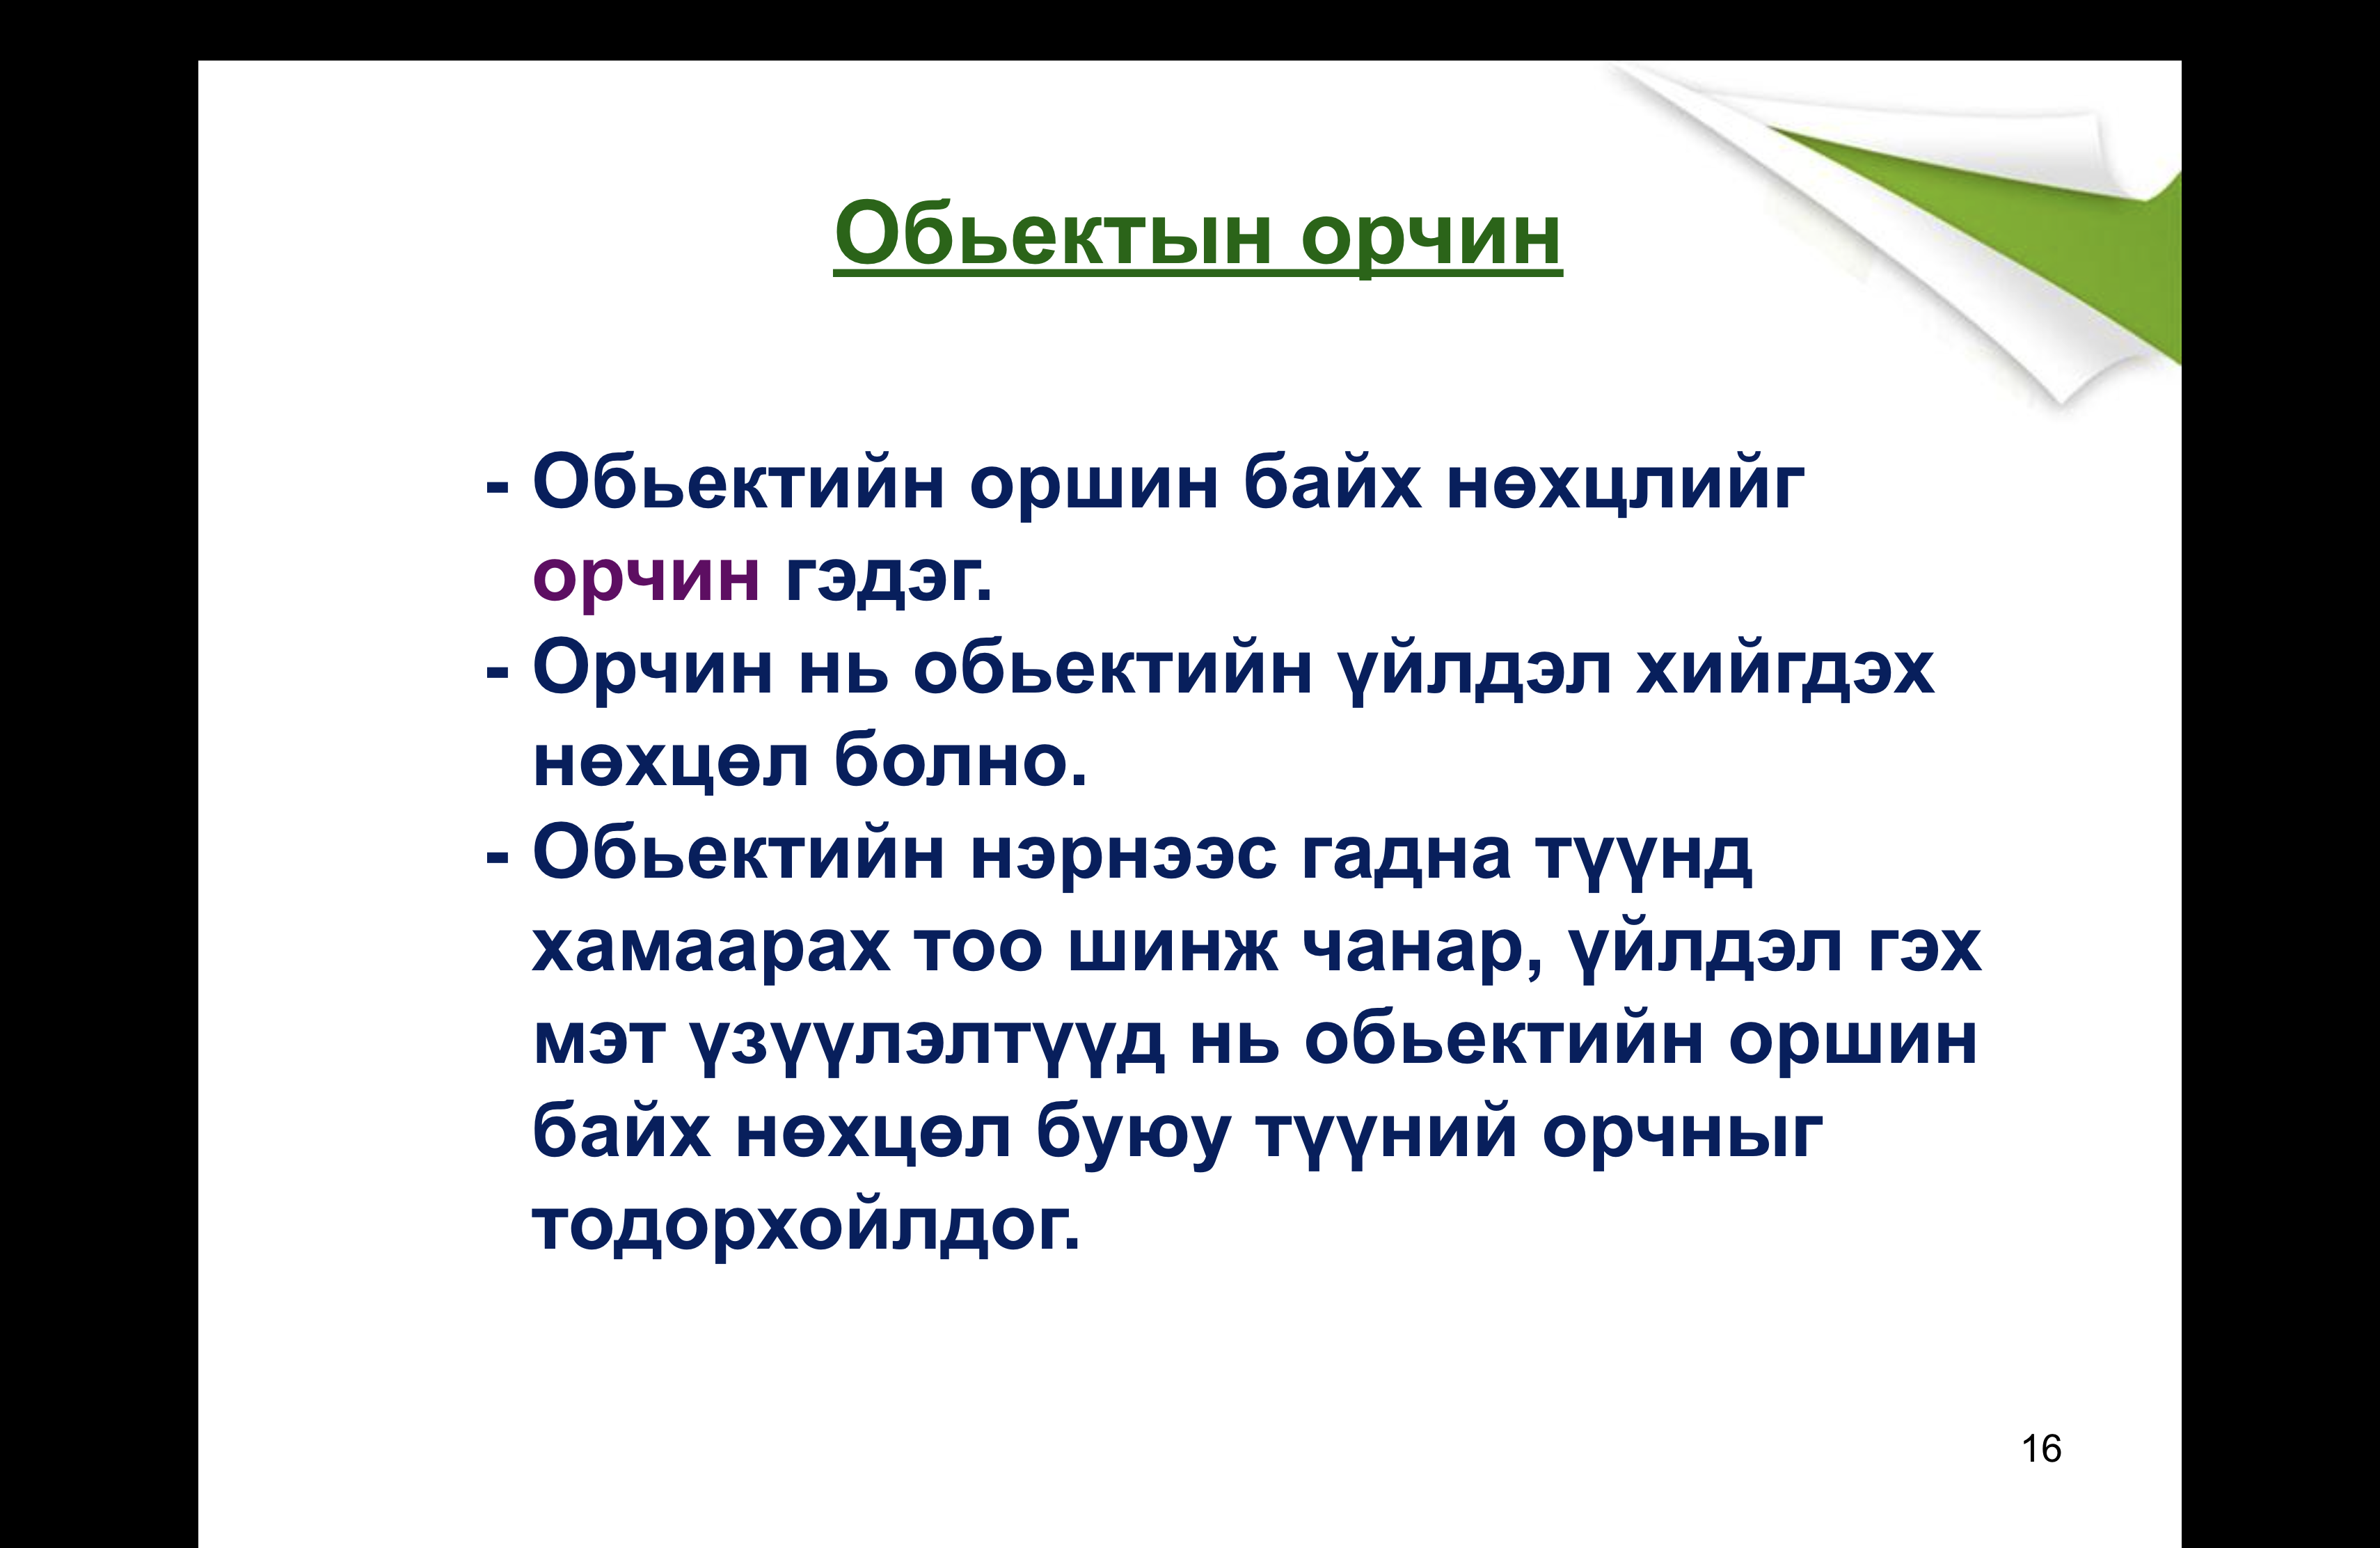 Обьектын орчин
- Обьектийн оршин байх нөхцлийг
орчин гэдэг.
- Орчин нь обьектийн үйлдэл хийгдэх
нөхцөл болно.
- Обьектийн нэрнээс гадна түүнд
хамаарах тоо шинж чанар, үйлдэл гэх
мэт үзүүлэлтүүд нь обьектийн оршин
байх нөхцөл буюу түүний орчныг
тодорхойлдог.
16